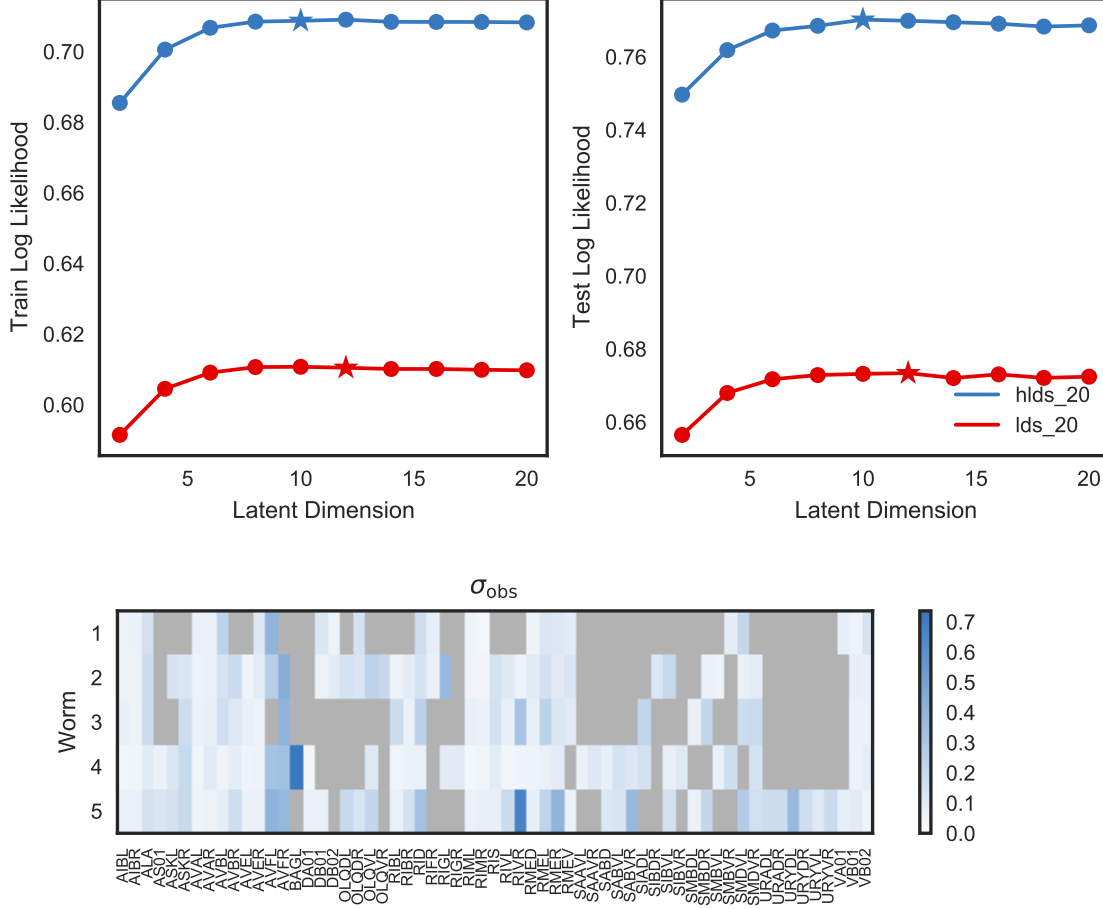 0.70
0.68
0.66
0.64
0.62
0.60
Train Log Likelihood
5
10
15
20
Latent Dimension
0.76
0.74
0.72
0.70
0.68
0.66
Test Log Likelihood
hlds_20
lds_20
5
10
15
20
Latent Dimension
σobs
Worm
1
2
3
4
5
AIBL
AIBR
ALA
AS01
ASKL
ASKR
AVAL
AVAR
AVBL
AVBR
AVEL
AVER
AVFL
AVFR
BAGL
DA01
DB01
DB02
OLQDL
OLQDR
OLQVL
OLQVR
RIBL
RIBR
RID
RIFR
RIGL
RIGR
RIML
RIMR
RIS
RIVL
RIVR
RMED
RMEL
RMER
RMEV
SAAVL
SAAVR
SABD
SABVL
SABVR
SIADL
SIBDR
SIBVL
SIBVR
SMBDL
SMBDR
SMBVL
SMBVR
SMDVL
SMDVR
URADL
URADR
URYDL
URYDR
URYVL
URYVR
VA01
VB01
VB02
0.7
0.6
0.5
0.4
0.3
0.2
0.1
0.0